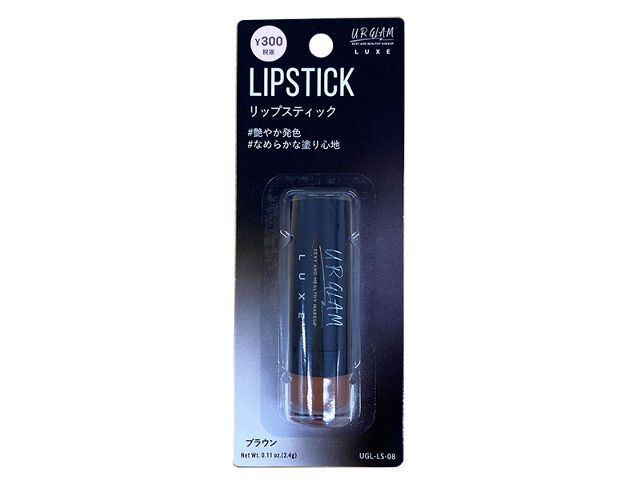 ¥300
税抜
URGLAM
SEXY AND HEALTHY MAKEUP
LUXE
LIPSTICK
リップスティック
#艶やか発色
#なめらかな塗り心地
URGLAM
SEXY AND HEALTHY MAKEUP
LUXE
ブラウン
Net Wt. 0.11 oz.(3.4g)
UGL-LS-08